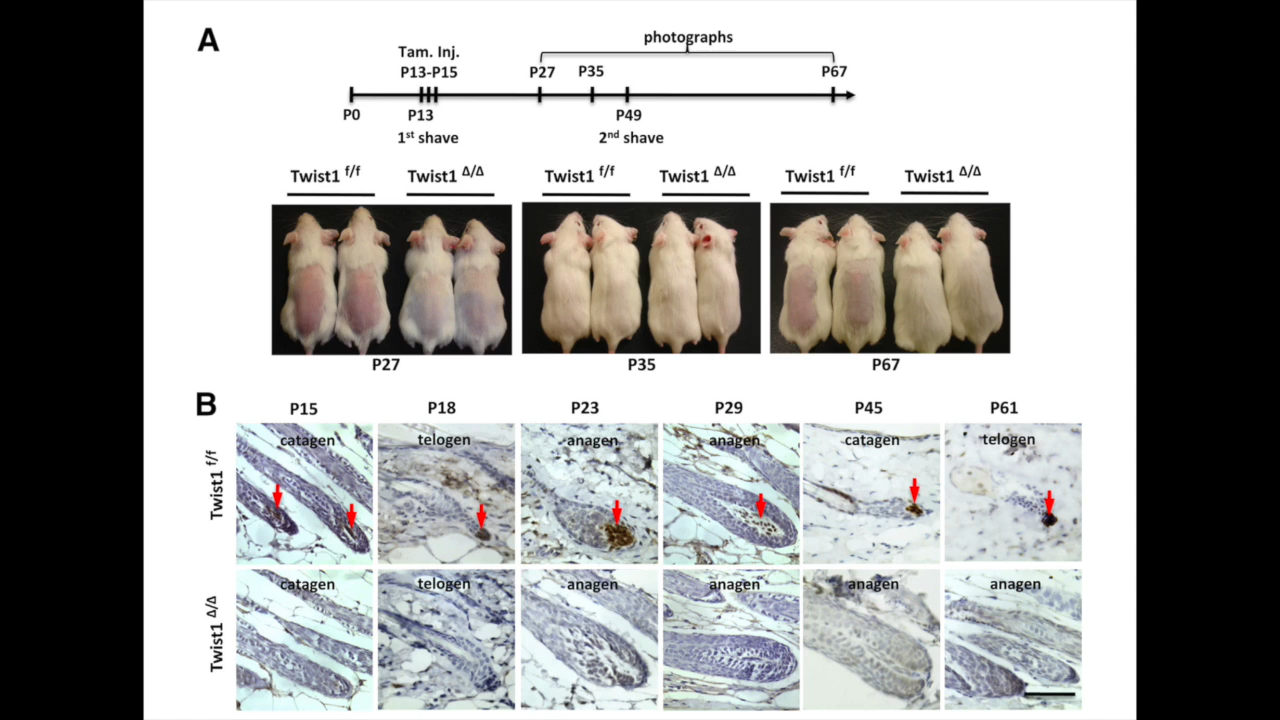 A
photographs
Tam. Inj.
P13-P15
P27
P35
P67
P0
P13
P49
1st shave
2nd shave
Twist1 f/f
Twist1 Δ/Δ
Twist1 f/f
Twist1 Δ/Δ
Twist1 f/f
Twist1 Δ/Δ
P27
P35
P67
B
P15
P18
P23
P29
P45
P61
Twist1 f/f
catagen
telogen
anagen
anagen
catagen
telogen
Twist1 Δ/Δ
catagen
telogen
anagen
anagen
anagen
anagen